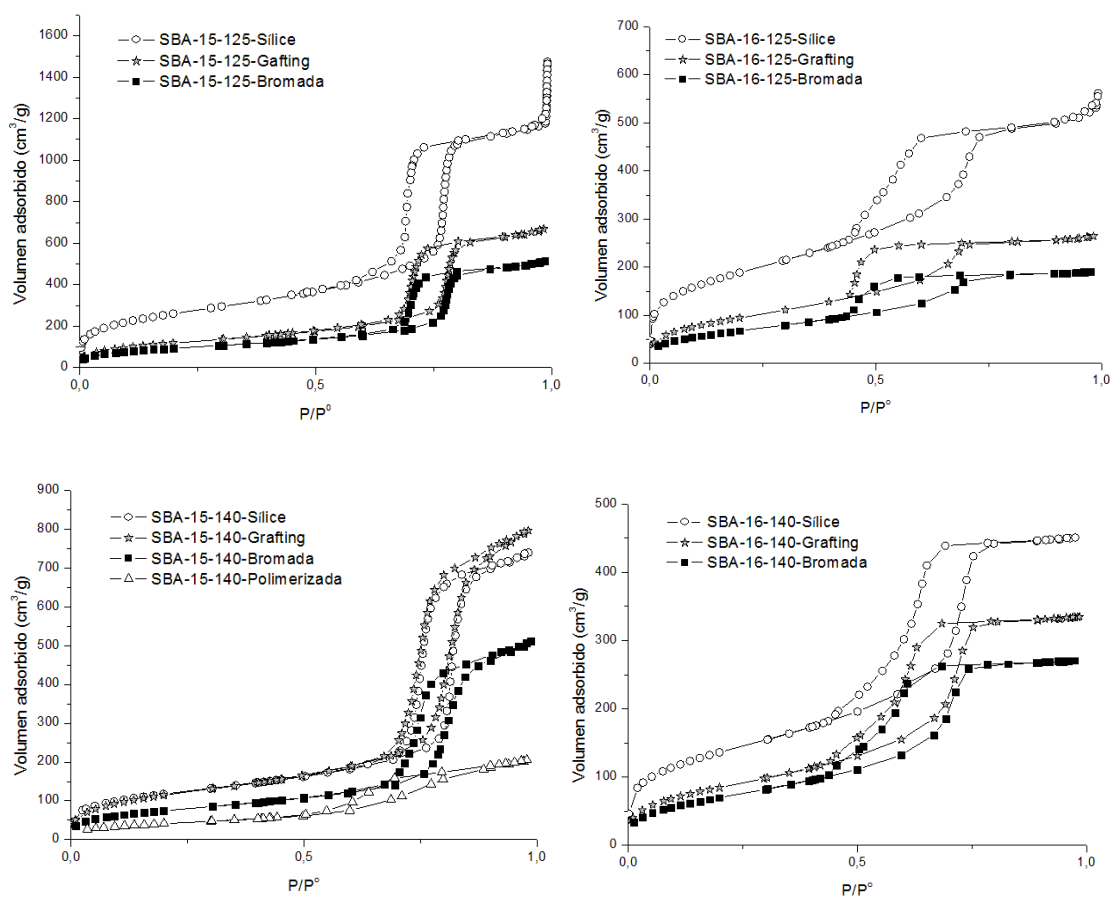 SBA-15-125-Sílice
SBA-15-125-Gafting
SBA-15-125-Bromada
Volumen adsorbido (cm³/g)
1600
1400
1200
1000
800
600
400
200
0
0,0
0,5
1,0
P/P⁰
SBA-16-125-Sílice
SBA-16-125-Grafting
SBA-16-125-Bromada
Volumen adsorbido (cm³/g)
700
600
500
400
300
200
100
0
0,0
0,5
1,0
P/P°
SBA-15-140-Sílice
SBA-15-140-Grafting
SBA-15-140-Bromada
SBA-15-140-Polimerizada
Volumen adsorbido (cm³/g)
900
800
700
600
500
400
300
200
100
0
0,0
0,5
1,0
P/P°
SBA-16-140-Sílice
SBA-16-140-Grafting
SBA-16-140-Bromada
Volumen adsorbido (cm³/g)
500
400
300
200
100
0
0,0
0,5
1,0
P/P°